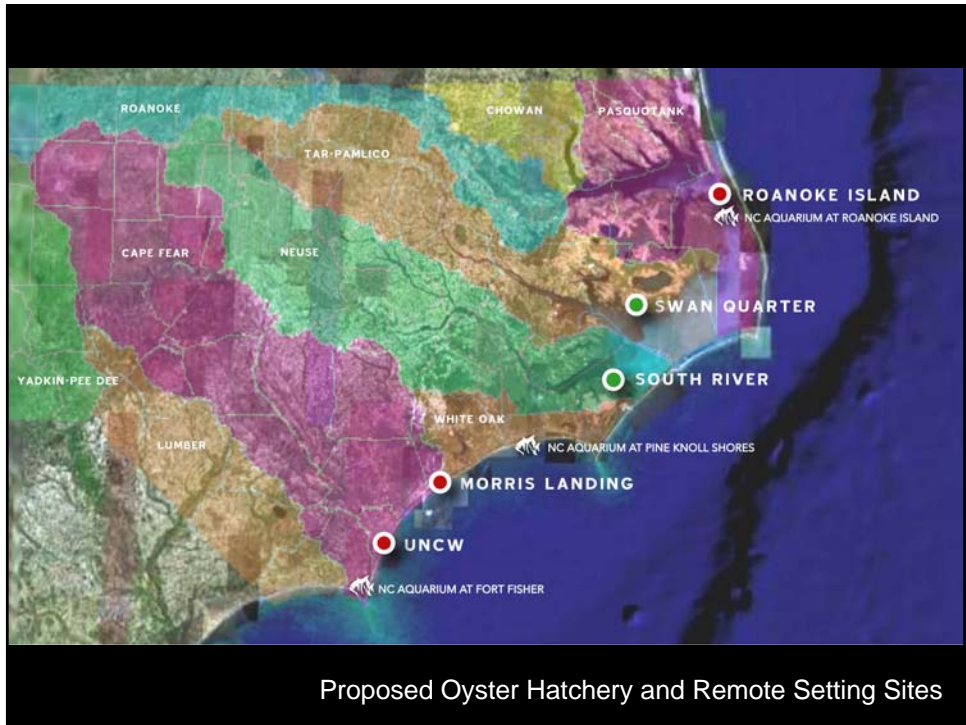 ROANOKE
CHOWAN
PASQUOTANK
TAR-PAMLICO
ROANOKE ISLAND
NC AQUARIUM AT ROANOKE ISLAND
CAPE FEAR
NEUSE
SWAN QUARTER
YADKIN-PEE DEE
SOUTH RIVER
WHITE OAK
LUMBER
NC AQUARIUM AT PINE KNOLL SHORES
MORRIS LANDING
UNCW
NC AQUARIUM AT FORT FISHER
Proposed Oyster Hatchery and Remote Setting Sites